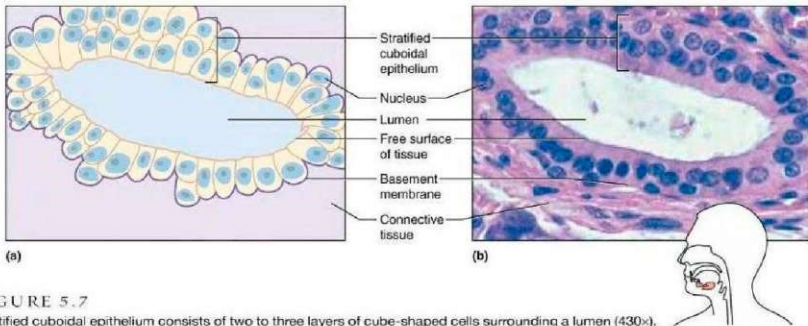 Stratified
cuboidal
epithelium
Nucleus
Lumen
Free surface
of tissue
Basement
membrane
Connective
tissue
(a)
(b)
GURE 5.7
tified cuboidal epithelium consists of two to three layers of cube-shaped cells surrounding a lumen (430×).